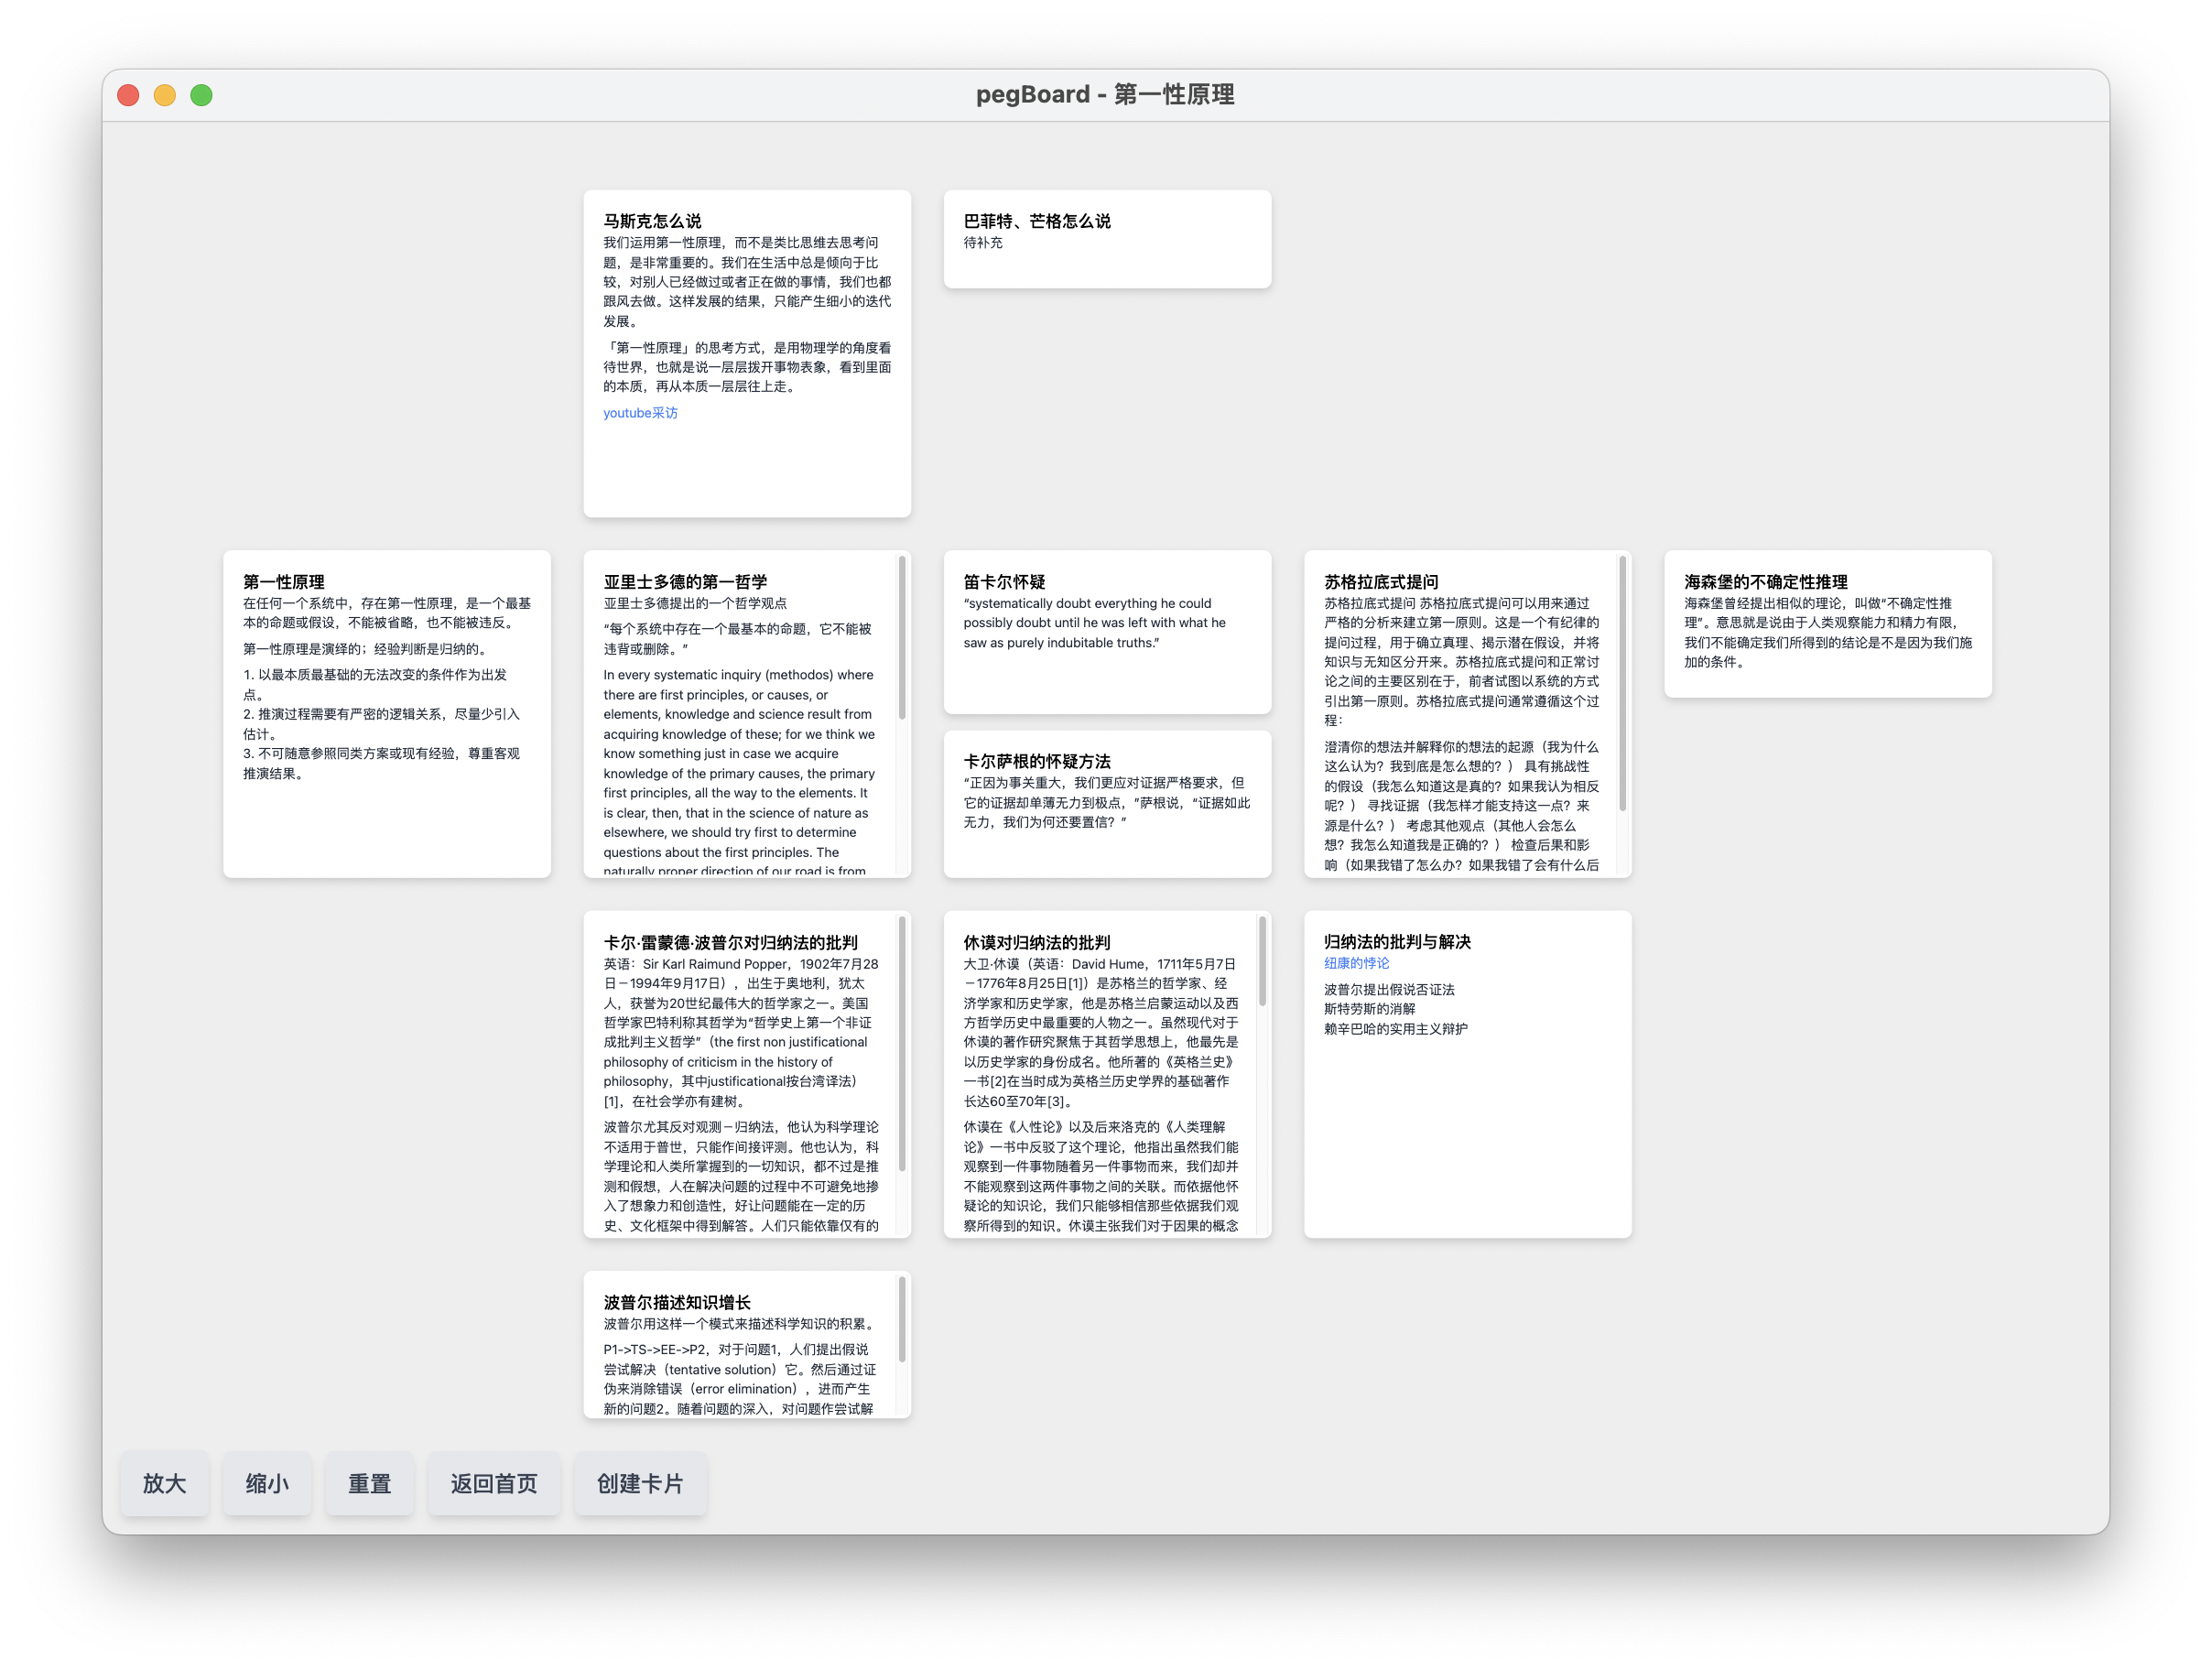 pegBoard - 第一性原理
马斯克怎么说
我们运用第一性原理，而不是类比思维去思考问
题，是非常重要的。我们在生活中总是倾向于比
较，对别人已经做过或者正在做的事情，我们也都
跟风去做。这样发展的结果，只能产生细小的迭代
发展。
「第一性原理」的思考方式，是用物理学的角度看
待世界，也就是说一层层拨开事物表象，看到里面
的本质，再从本质一层层往上走。
youtube采访
巴菲特、芒格怎么说
待补充
第一性原理
在任何一个系统中，存在第一性原理，是一个最基
本的命题或假设，不能被省略，也不能被违反。
第一性原理是演绎的；经验判断是归纳的。
1. 以最本质最基础的无法改变的条件作为出发
点。
2. 推演过程需要有严密的逻辑关系，尽量少引入
估计。
3. 不可随意参照同类方案或现有经验，尊重客观
推演结果。
亚里士多德的第一哲学
亚里士多德提出的一个哲学观点
“每个系统中存在一个最基本的命题，它不能被
违背或删除。”
In every systematic inquiry (methodos) where
there are first principles, or causes, or
elements, knowledge and science result from
acquiring knowledge of these; for we think we
know something just in case we acquire
knowledge of the primary causes, the primary
first principles, all the way to the elements. It
is clear, then, that in the science of nature as
elsewhere, we should try first to determine
questions about the first principles. The
naturally proper direction of our road is from
笛卡尔怀疑
“systematically doubt everything he could
possibly doubt until he was left with what he
saw as purely indubitable truths.”
卡尔萨根的怀疑方法
“正因为事关重大，我们更应对证据严格要求，但
它的证据却单薄无力到极点，”萨根说，“证据如此
无力，我们为何还要置信？”
苏格拉底式提问
苏格拉底式提问 苏格拉底式提问可以用来通过
严格的分析来建立第一原则。这是一个有纪律的
提问过程，用于确立真理、揭示潜在假设，并将
知识与无知区分开来。苏格拉底式提问和正常讨
论之间的主要区别在于，前者试图以系统的方式
引出第一原则。苏格拉底式提问通常遵循这个过
程：
澄清你的想法并解释你的想法的起源（我为什么
这么认为？我到底是怎么想的？） 具有挑战性
的假设（我怎么知道这是真的？如果我认为相反
呢？） 寻找证据（我怎样才能支持这一点？来
源是什么？） 考虑其他观点（其他人会怎么
想？我怎么知道我是正确的？） 检查后果和影
响（如果我错了怎么办？如果我错了会有什么后
海森堡的不确定性推理
海森堡曾经提出相似的理论，叫做“不确定性推
理”。意思就是说由于人类观察能力和精力有限，
我们不能确定我们所得到的结论是不是因为我们施
加的条件。
卡尔·雷蒙德·波普尔对归纳法的批判
英语：Sir Karl Raimund Popper，1902年7月28
日－1994年9月17日），出生于奥地利，犹太
人，获誉为20世纪最伟大的哲学家之一。美国
哲学家巴特利称其哲学为“哲学史上第一个非证
成批判主义哲学”（the first non justificational
philosophy of criticism in the history of
philosophy，其中justificational按台湾译法）
[1]，在社会学亦有建树。
波普尔尤其反对观测－归纳法，他认为科学理论
不适用于普世，只能作间接评测。他也认为，科
学理论和人类所掌握到的一切知识，都不过是推
测和假想，人在解决问题的过程中不可避免地掺
入了想象力和创造性，好让问题能在一定的历
史、文化框架中得到解答。人们只能依靠仅有的
休谟对归纳法的批判
大卫·休谟（英语：David Hume，1711年5月7日
－1776年8月25日[1]）是苏格兰的哲学家、经
济学家和历史学家，他是苏格兰启蒙运动以及西
方哲学历史中最重要的人物之一。虽然现代对于
休谟的著作研究聚焦于其哲学思想上，他最先是
以历史学家的身份成名。他所著的《英格兰史》
一书[2]在当时成为英格兰历史学界的基础著作
长达60至70年[3]。
休谟在《人性论》以及后来洛克的《人类理解
论》一书中反驳了这个理论，他指出虽然我们能
观察到一件事物随着另一件事物而来，我们却并
不能观察到这两件事物之间的关联。而依据他怀
疑论的知识论，我们只能够相信那些依据我们观
察所得到的知识。休谟主张我们对于因果的概念
归纳法的批判与解决
纽康的悖论
波普尔提出假说否证法
斯特劳斯的消解
赖辛巴哈的实用主义辩护
波普尔描述知识增长
波普尔用这样一个模式来描述科学知识的积累。
P1->TS->EE->P2，对于问题1，人们提出假说
尝试解决（tentative solution）它。然后通过证
伪来消除错误（error elimination），进而产生
新的问题2。随着问题的深入，对问题作尝试解
放大
缩小
重置
返回首页
创建卡片